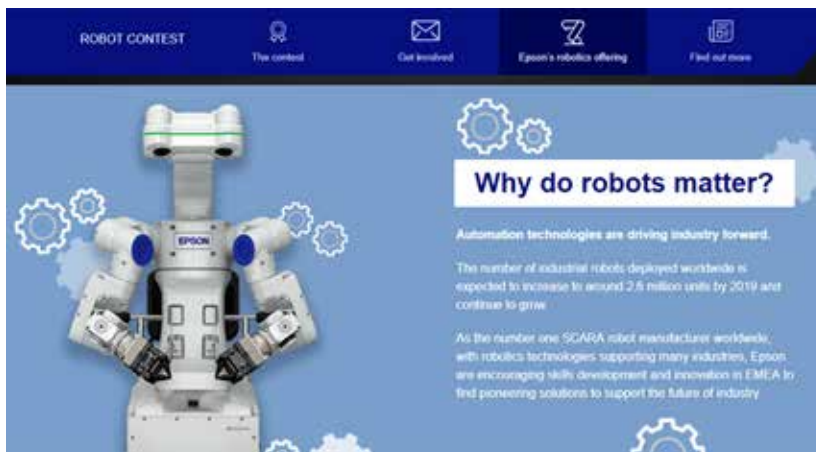 ROBOT CONTEST
The contest
Get involved
Epson's robotics offering
Find out more
EPSON
Why do robots matter?
Automation technologies are driving industry forward.
The number of industrial robots deployed worldwide is
expected to increase to around 2.6 million units by 2019 and
continue to grow.
As the number one SCARA robot manufacturer worldwide,
with robotics technologies supporting many industries, Epson
are encouraging skills development and innovation in EMEA to
find pioneering solutions to support the future of industry